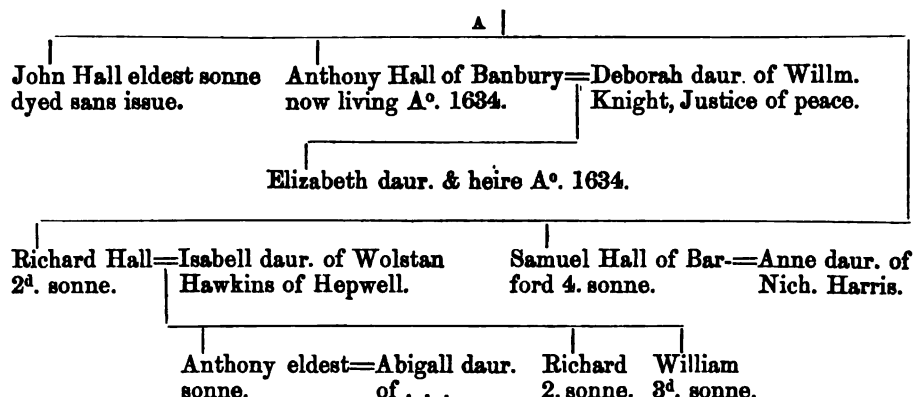 A
John Hall eldest sonne Anthony Hall of Banbury=Deborah daur. of Willm.
dyed sans issue. now living Aº. 1634. Knight, Justice of peace.
Elizabeth daur. & heire Aº. 1634.
Richard Hall=Isabell daur. of Wolstan Samuel Hall of Bar-=Anne daur. of
2ᵈ. sonne. Hawkins of Hepwell. ford 4. sonne. Nich. Harris.
Anthony eldest=Abigall daur. Richard William
sonne. of . . . 2. sonne. 3ᵈ. sonne.